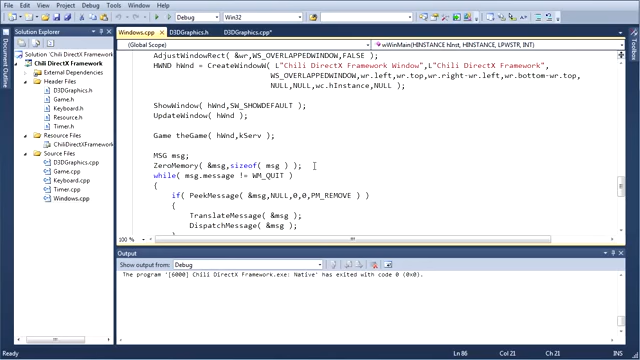 File Edit View Project Debug Team Data Tools Test Window Help
Debug Win32
Solution Explorer
Windows.cpp D3DGraphics.h D3DGraphics.cpp*
(Global Scope) wWinMain(HINSTANCE hInst, HINSTANCE, LPWSTR, INT)
Document Outline
Toolbox
Solution 'Chili DirectX Framework'
Chili DirectX Framework
External Dependencies
Header Files
D3DGraphics.h
Game.h
Keyboard.h
Resource.h
Timer.h
Resource Files
ChiliDirectXFramework
Source Files
D3DGraphics.cpp
Game.cpp
Keyboard.cpp
Timer.cpp
Windows.cpp
AdjustWindowRect( &wr,WS_OVERLAPPEDWINDOW,FALSE );
HWND hWnd = CreateWindowW( L"Chili DirectX Framework Window",L"Chili DirectX Framework",
WS_OVERLAPPEDWINDOW,wr.left,wr.top,wr.right-wr.left,wr.bottom-wr.top,
NULL,NULL,wc.hInstance,NULL );
ShowWindow( hWnd,SW_SHOWDEFAULT );
UpdateWindow( hWnd );
Game theGame( hWnd,kServ );
MSG msg;
ZeroMemory( &msg,sizeof( msg ) );
while( msg.message != WM_QUIT )
{
if( PeekMessage( &msg,NULL,0,0,PM_REMOVE ) )
{
TranslateMessage( &msg );
DispatchMessage( &msg );
}
100 %
Output
Show output from: Debug
The program '[6000] Chili DirectX Framework.exe: Native' has exited with code 0 (0x0).
Ready Ln 86 Col 21 Ch 21 INS